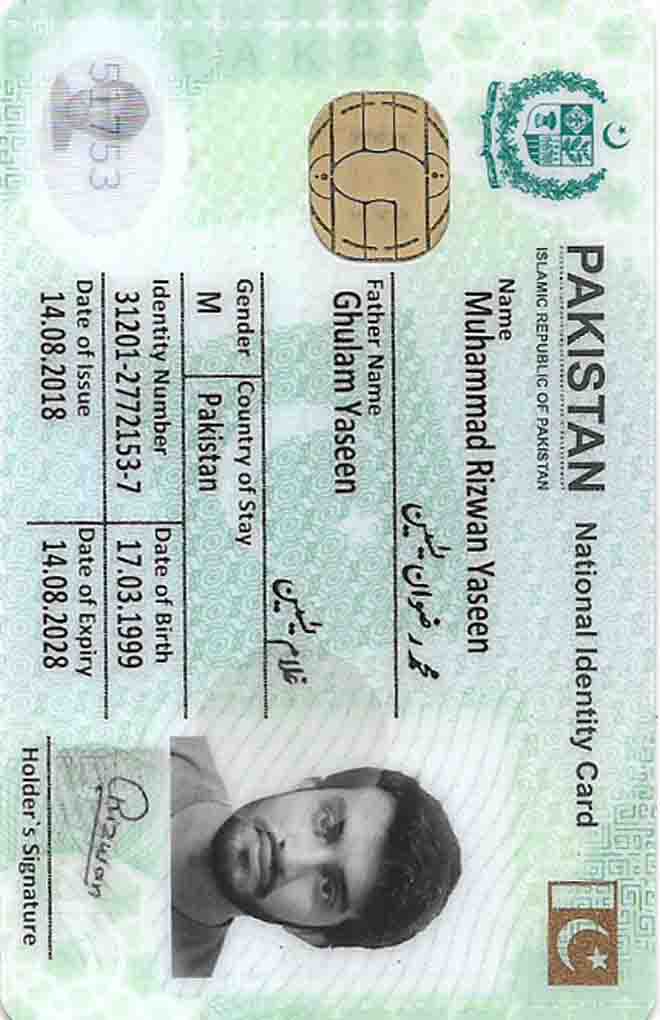 PAKISTAN National Identity Card
ISLAMIC REPUBLIC OF PAKISTAN
Name
Muhammad Rizwan Yaseen
محمد رضوان یٰسین
Father Name
Ghulam Yaseen
غلام یٰسین
Gender Country of Stay
M Pakistan
Identity Number Date of Birth
31201-2772153-7 17.03.1999
Date of Issue Date of Expiry
14.08.2018 14.08.2028
51753
Rizwan
Holder`s Signature